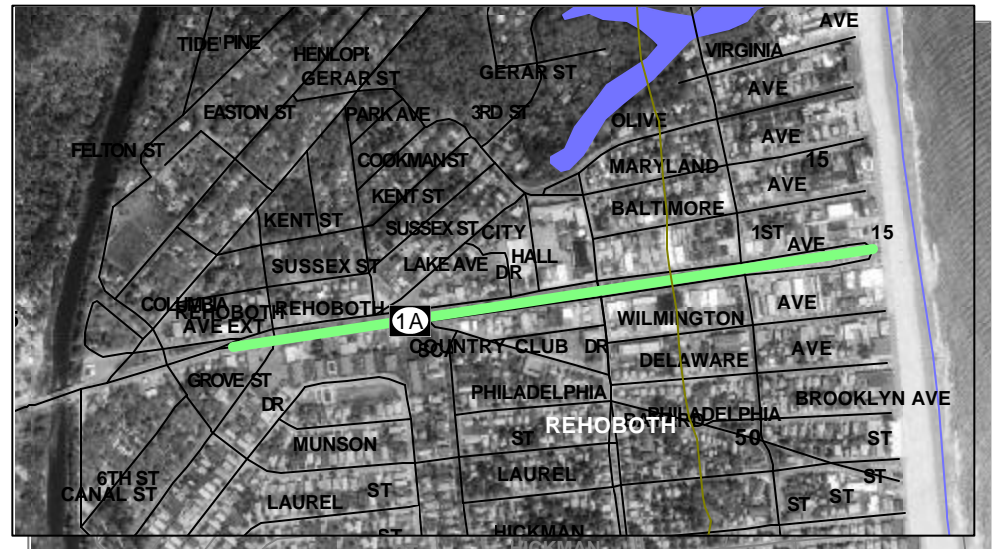 AVE
TIDE PINE
HENLOPE
VIRGINIA
GERAR ST
GERAR ST
AVE
EASTON ST
PARK AVE
3RD ST
OLIVE
AVE
FELTON ST
COOKMAN ST
MARYLAND
15
KENT ST
AVE
KENT ST
BALTIMORE
SUSSEX ST
CITY
1ST
15
AVE
HALL
SUSSEX ST
LAKE AVE
DR
COLUMBIA
REHOBOTH
REHOBOTH
AVE
AVE EXT
1A
WILMINGTON
COUNTRY CLUB DR
AVE
DELAWARE
GROVE ST
PHILADELPHIA
BROOKLYN AVE
DR
PHILADELPHIA
REHOBOTH
MUNSON
ST
50
ST
6TH ST
LAUREL
CANAL ST
ST
ST
LAUREL
ST
ST
HICKMAN